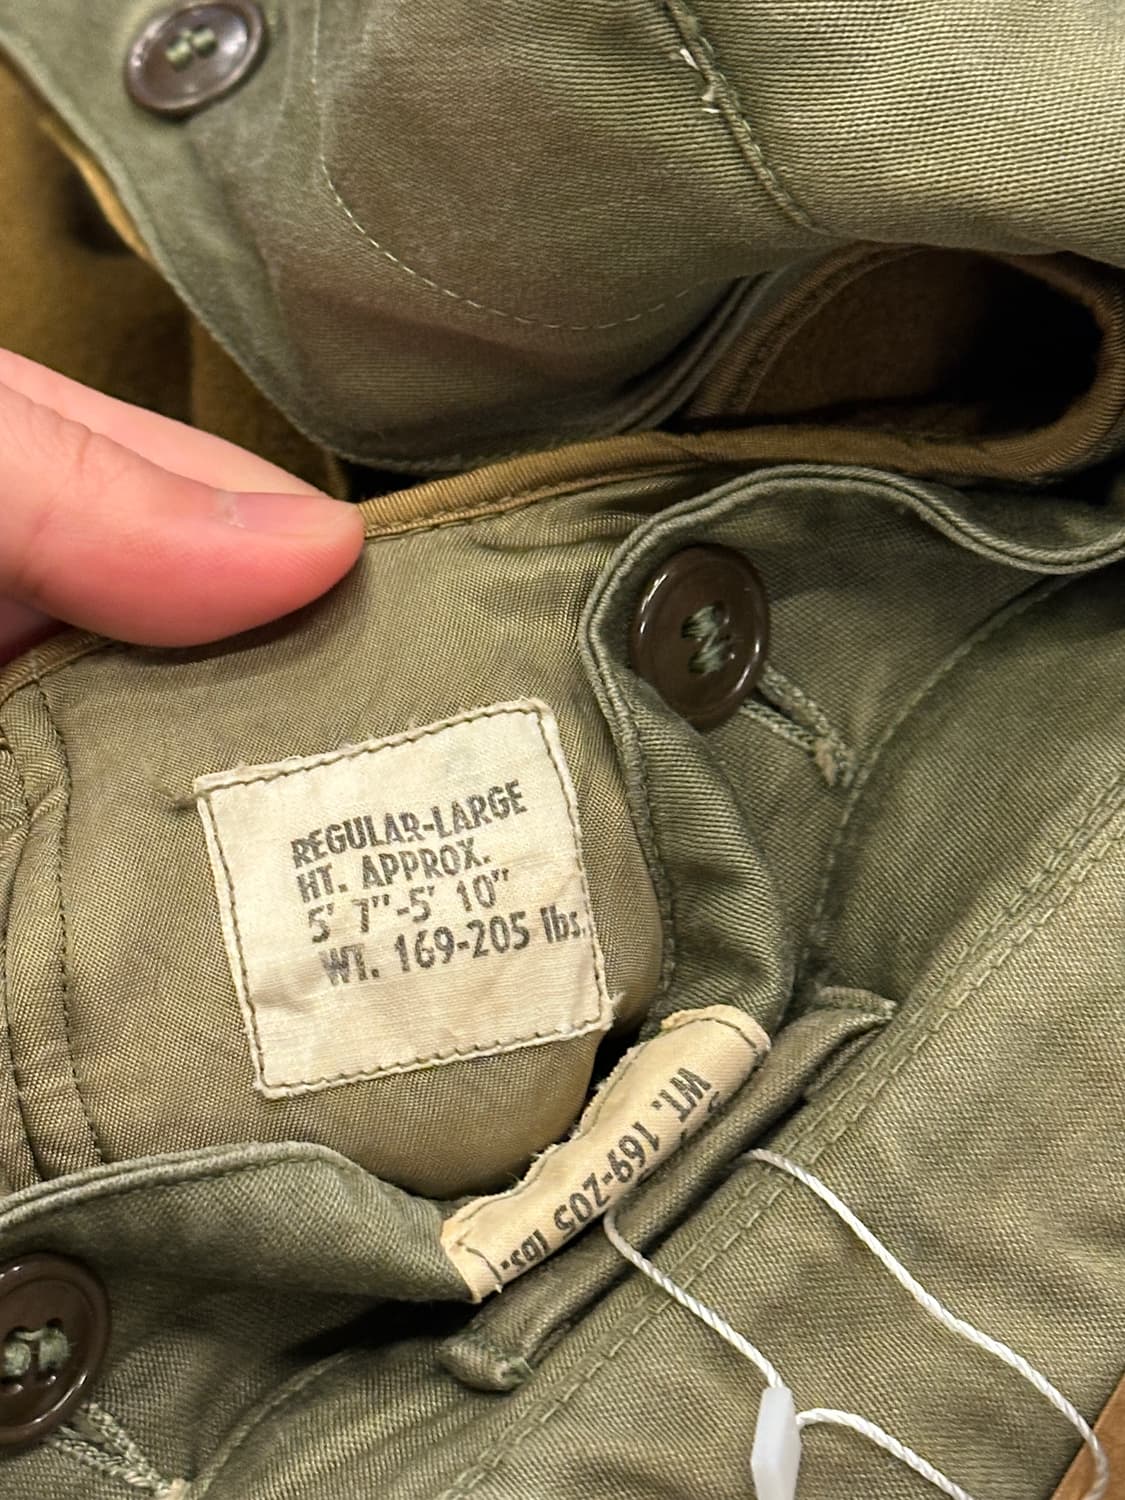 REGULAR-LARGE
HT. APPROX.
5' 7"-5' 10"
WT. 169-205 lbs.
WT. 169-205 lbs.